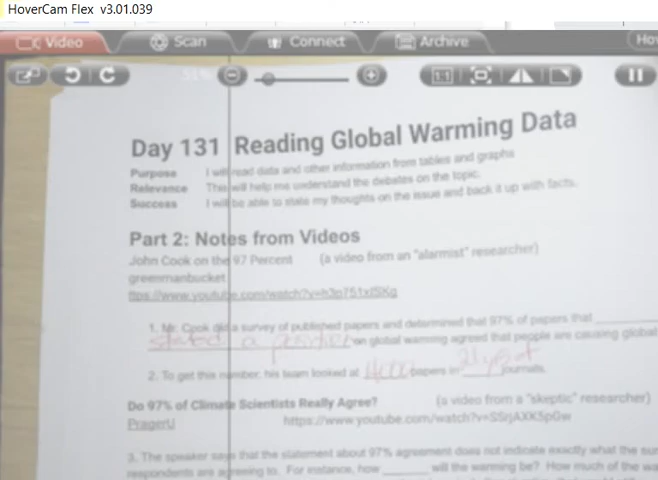 HoverCam Flex v3.01.039
Video Scan Connect Archive
1:1
Day 131 Reading Global Warming Data
Purpose I will read data and other information from tables and graphs
Relevance This will help me understand the debates on the topic.
Success I will be able to state my thoughts on the issue and back it up with facts.
Part 2: Notes from Videos
John Cook on the 97 Percent (a video from an "alarmist" researcher)
greenmanbucket
1. Mr. Cook did a survey of published papers and determined that 97% of papers that
stated a position on global warming agreed that people are causing global
2. To get this number, his team looked at papers in journals.
Do 97% of Climate Scientists Really Agree? (a video from a "skeptic" researcher)
PragerU https://www.youtube.com/watch?v=SSrjAXK5pGw
3. The speaker says that the statement about 97% agreement does not indicate exactly what the
respondents are agreeing to. For instance, how will the warming be? How much of the